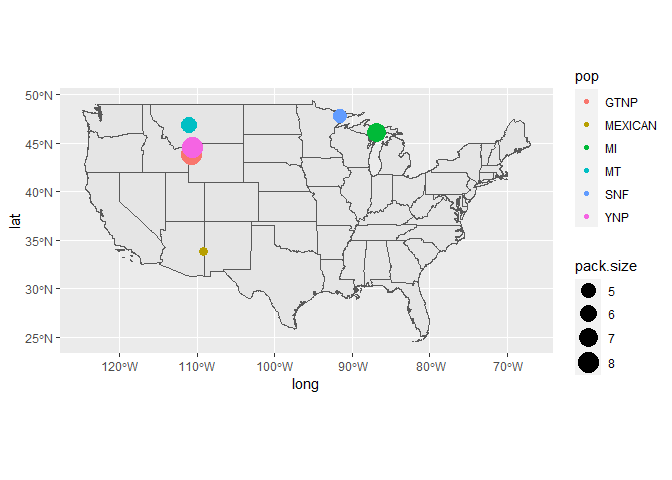 pop
GTNP
MEXICAN
MI
MT
SNF
YNP
pack.size
5
6
7
8
50°N
45°N
40°N
35°N
30°N
25°N
lat
120°W
110°W
100°W
90°W
80°W
70°W
long